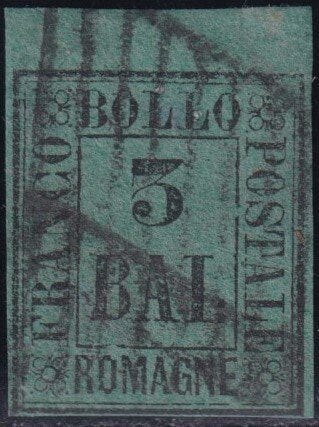 BOLLO
FRANCO
3
BAI
POSTALE
ROMAGNE